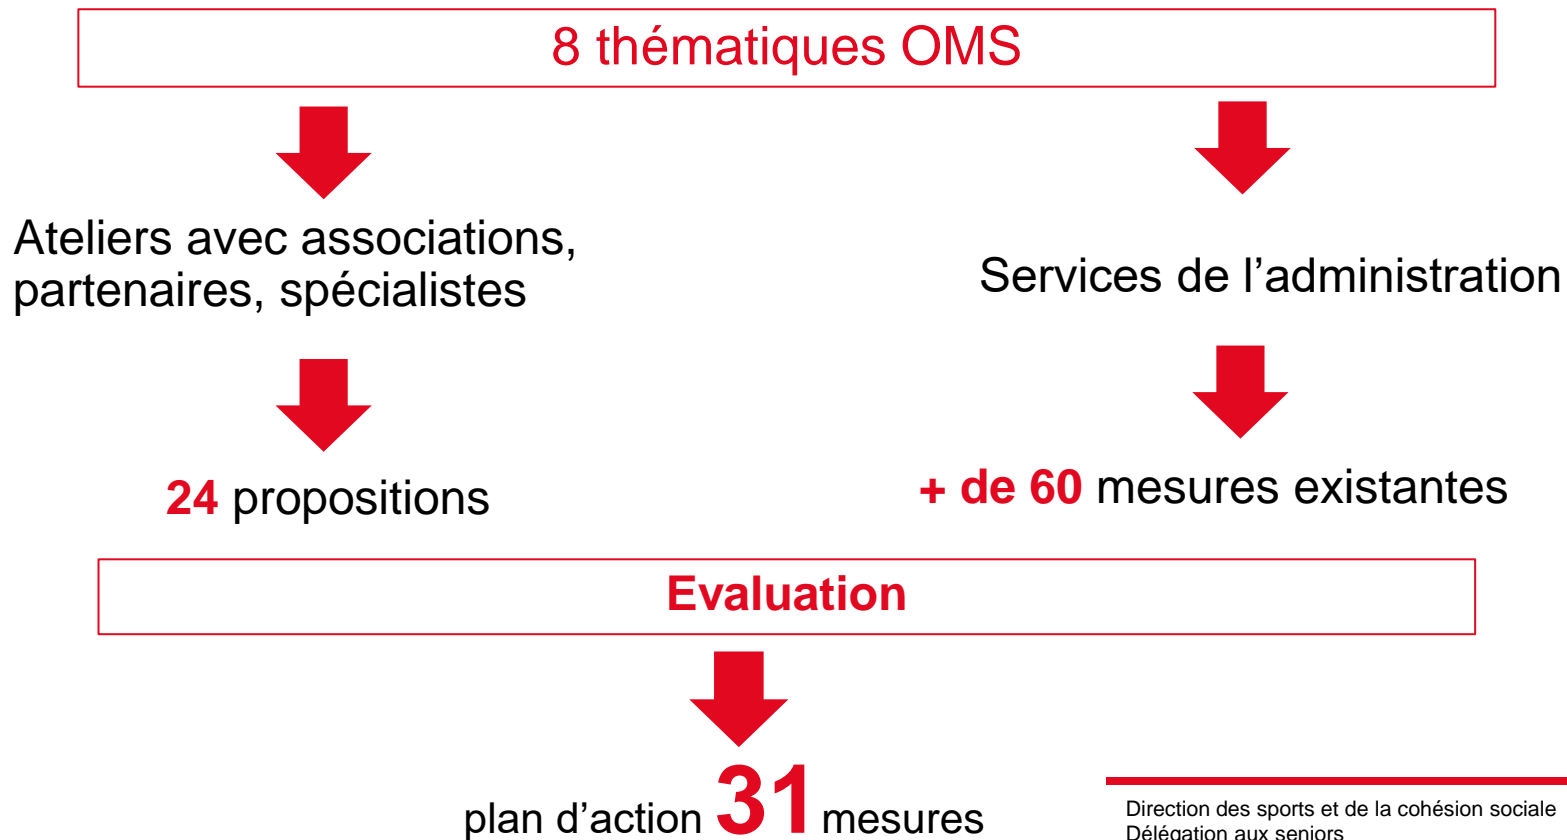 8 thématiques OMS
Ateliers avec associations,
partenaires, spécialistes
Services de l’administration
24 propositions
+ de 60 mesures existantes
Evaluation
plan d’action 31 mesures
Direction des sports et de la cohésion sociale
Délégation aux seniors